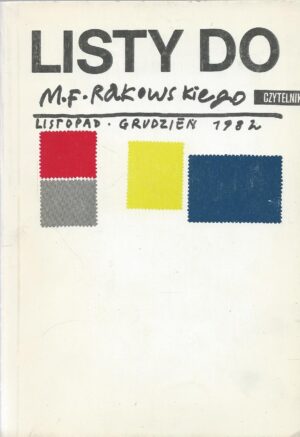 LISTY DO
M.F. Rakowskiego
CZYTELNIK
LISTOPAD · GRUDZIEŃ 1982